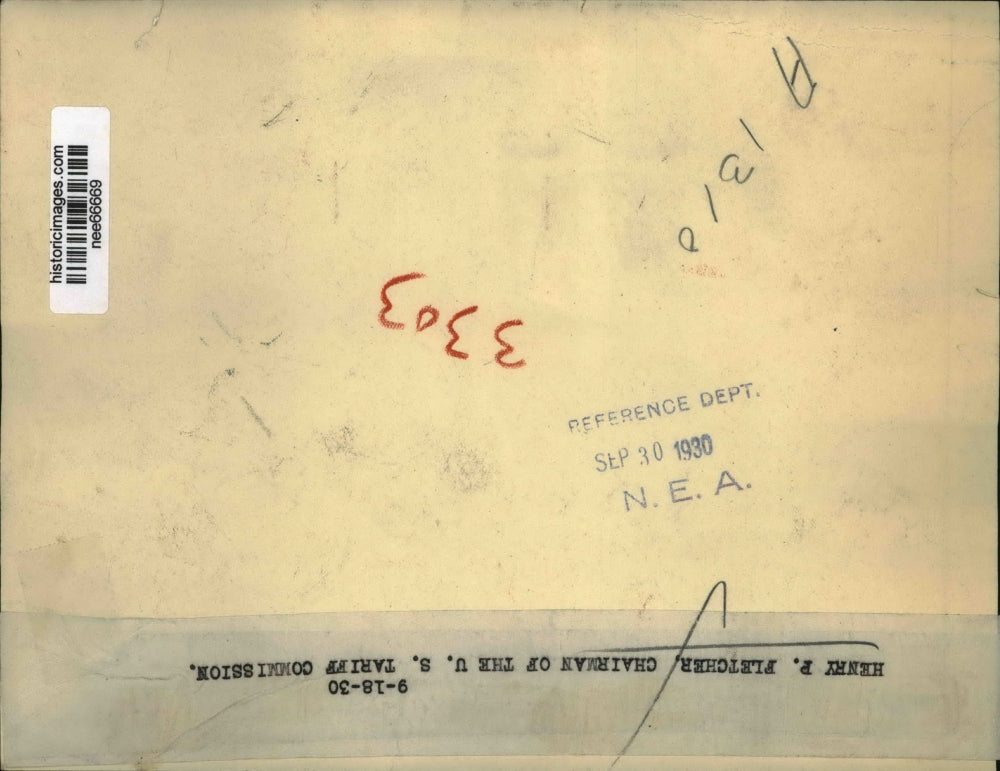 historicimages.com
nee66669
3303
REFERENCE DEPT.
SEP 30 1930
N. E. A.
HENRY P. FLETCHER, CHAIRMAN OF THE U. S. TARIFF COMMISSION.
9-18-30